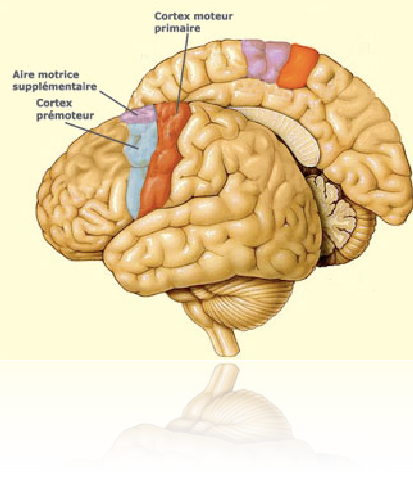 Cortex moteur
primaire
Aire motrice
supplémentaire
Cortex
prémoteur